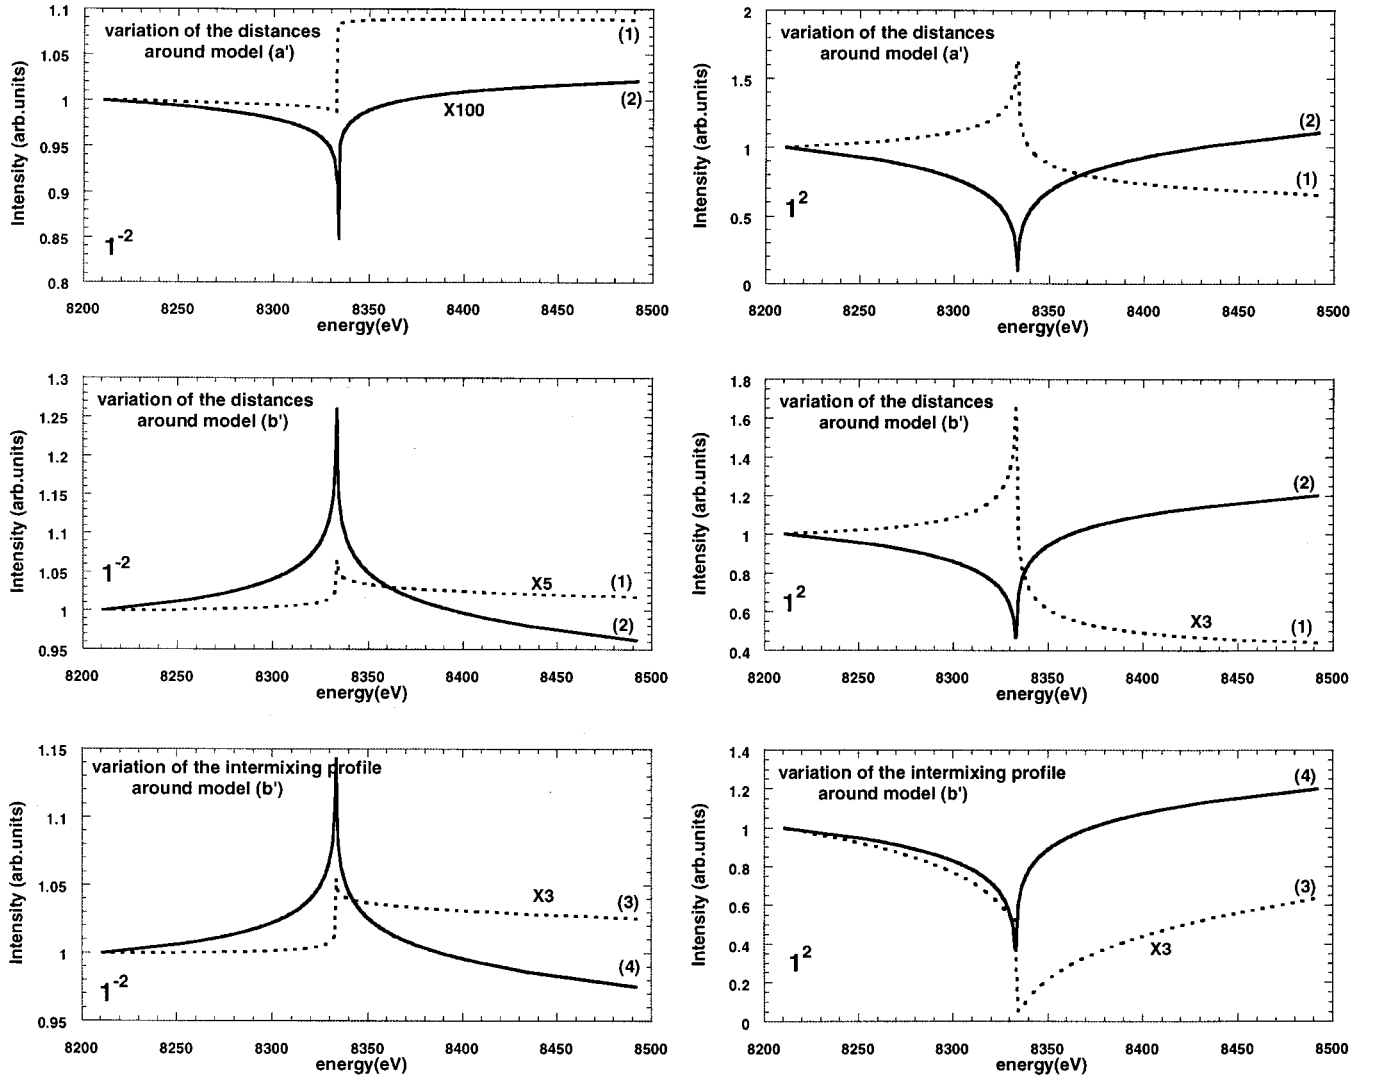 1.1
1.05
1
0.95
0.9
0.85
0.8
Intensity (arb.units)
variation of the distances
around model (a')
(1)
(2)
X100
1^-2
8200 8250 8300 8350 8400 8450 8500
energy(eV)
2
1.5
1
0.5
0
Intensity (arb.units)
variation of the distances
around model (a')
(2)
(1)
1^2
8200 8250 8300 8350 8400 8450 8500
energy(eV)
1.3
1.25
1.2
1.15
1.1
1.05
1
0.95
Intensity (arb.units)
variation of the distances
around model (b')
1^-2
X5
(1)
(2)
8200 8250 8300 8350 8400 8450 8500
energy(eV)
1.8
1.6
1.4
1.2
1
0.8
0.6
0.4
Intensity (arb.units)
variation of the distances
around model (b')
(2)
1^2
X3
(1)
8200 8250 8300 8350 8400 8450 8500
energy(eV)
1.15
1.1
1.05
1
0.95
Intensity (arb.units)
variation of the intermixing profile
around model (b')
X3
(3)
(4)
1^-2
8200 8250 8300 8350 8400 8450 8500
energy(eV)
1.4
1.2
1
0.8
0.6
0.4
0.2
0
Intensity (arb.units)
variation of the intermixing profile
around model (b')
(4)
(3)
X3
1^2
8200 8250 8300 8350 8400 8450 8500
energy(eV)